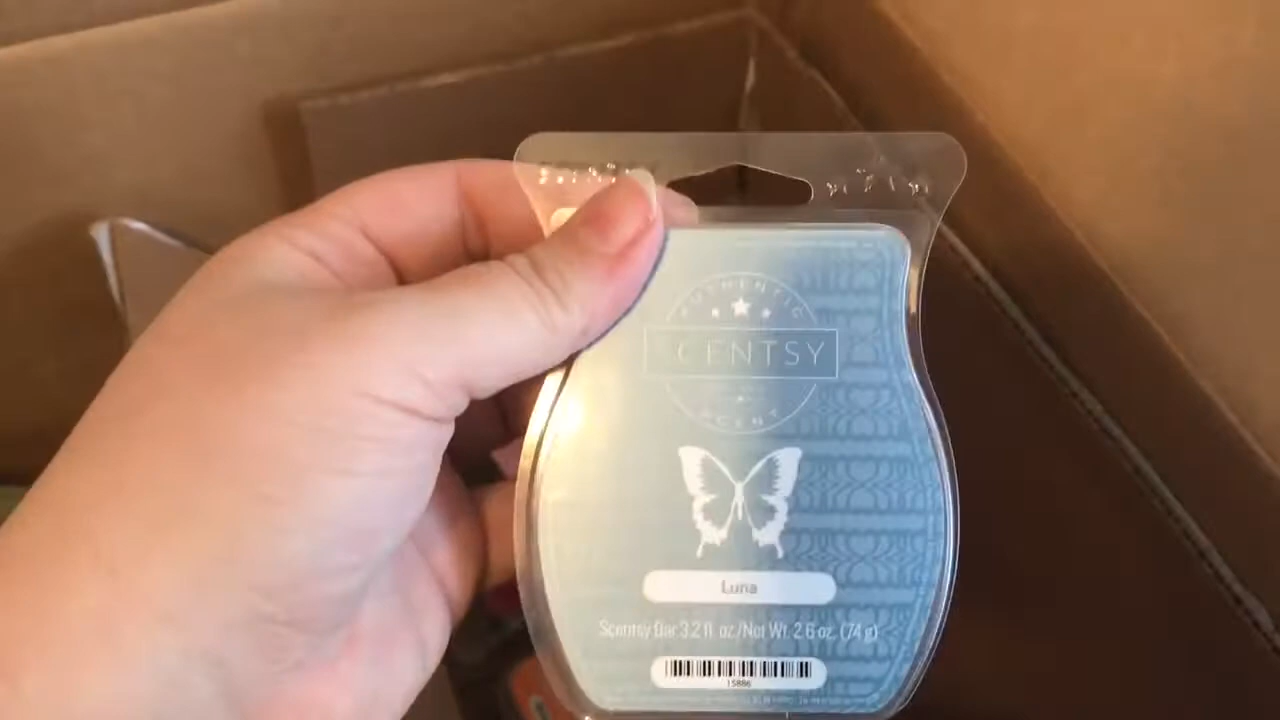 AUTHENTIC
SCENTSY
SCENT
Luna
Scentsy Bar 3.2 fl. oz./Net Wt. 2.6 oz. (74 g)
15886